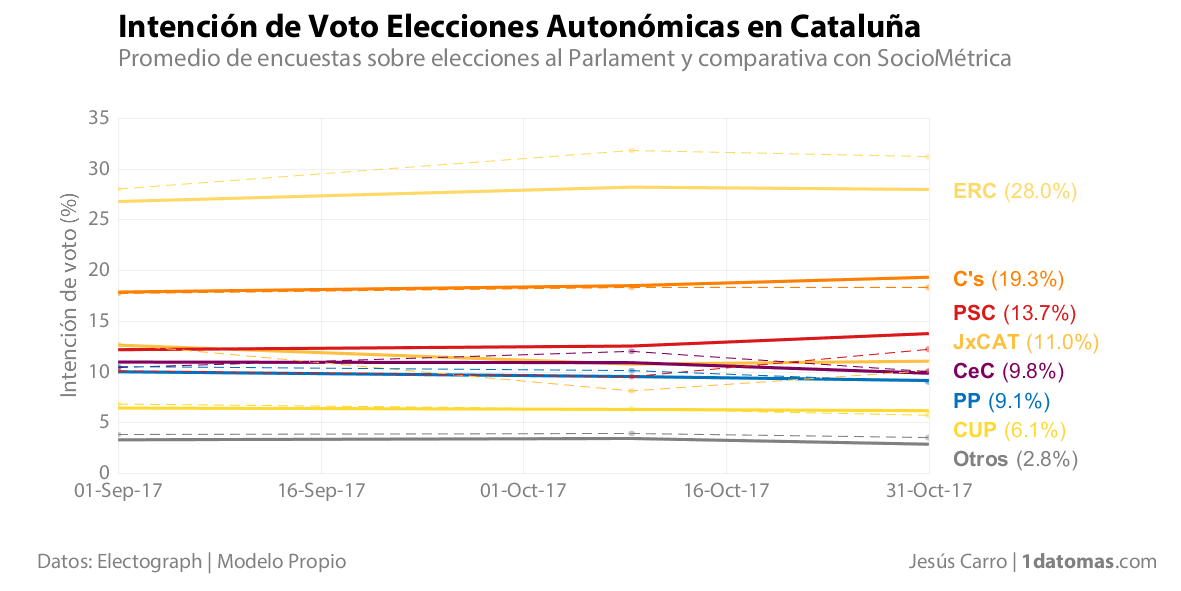 Intención de Voto Elecciones Autonómicas en Cataluña
Promedio de encuestas sobre elecciones al Parlament y comparativa con SocioMétrica
Intención de voto (%)
35
30
25
20
15
10
5
0
01-Sep-17
16-Sep-17
01-Oct-17
16-Oct-17
31-Oct-17
ERC (28.0%)
C's (19.3%)
PSC (13.7%)
JxCAT (11.0%)
CeC (9.8%)
PP (9.1%)
CUP (6.1%)
Otros (2.8%)
Datos: Electograph | Modelo Propio
Jesús Carro | 1datomas.com